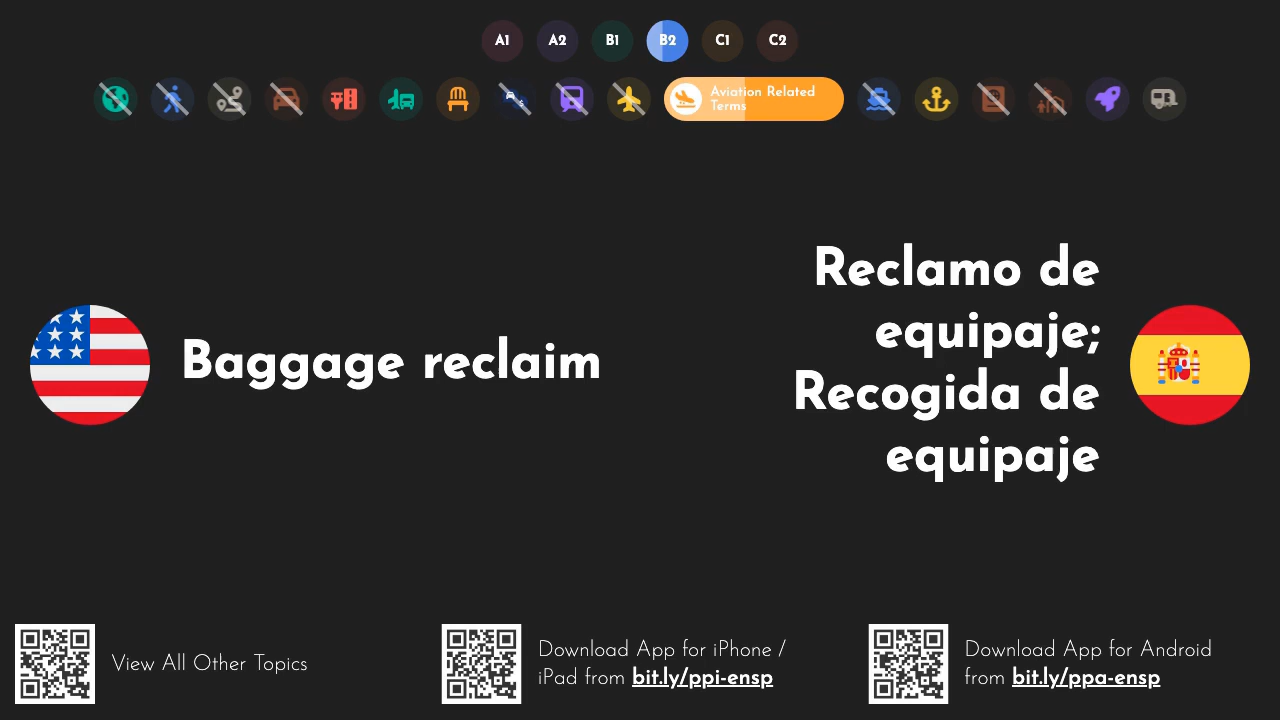 A1 A2 B1 B2 C1 C2
Aviation Related
Terms
Baggage reclaim
Reclamo de
equipaje;
Recogida de
equipaje
View All Other Topics
Download App for iPhone /
iPad from bit.ly/ppi-ensp
Download App for Android
from bit.ly/ppa-ensp